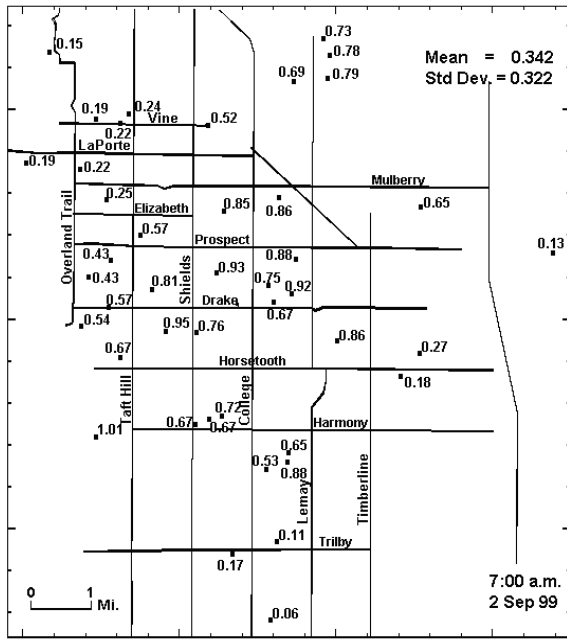 0.73
0.15
0.78
Mean = 0.342
0.69
0.79
Std Dev. = 0.322
0.24
0.19
Vine
0.52
0.22
LaPorte
0.19
0.22
Mulberry
0.25
0.85
0.86
0.65
Elizabeth
0.57
Prospect
0.13
0.43
0.88
0.93
0.43
0.75
0.81
0.92
0.57
Drake
0.67
0.54
0.95
0.76
0.86
0.67
0.27
Horsetooth
0.18
Overland Trail
Taft Hill
Shields
College
Lemay
Timberline
0.72
0.67
0.67
Harmony
1.01
0.65
0.53
0.88
0.11
Trilby
0.17
7:00 a.m.
0 1
Mi.
2 Sep 99
0.06